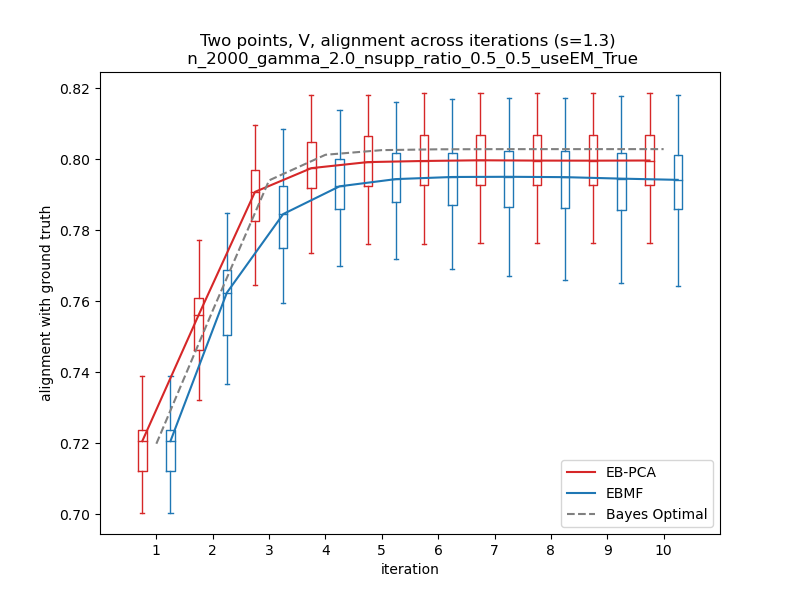 Two points, V, alignment across iterations (s=1.3)
n_2000_gamma_2.0_nsupp_ratio_0.5_0.5_useEM_True
alignment with ground truth
0.82
0.80
0.78
0.76
0.74
0.72
0.70
EB-PCA
EBMF
Bayes Optimal
1 2 3 4 5 6 7 8 9 10
iteration